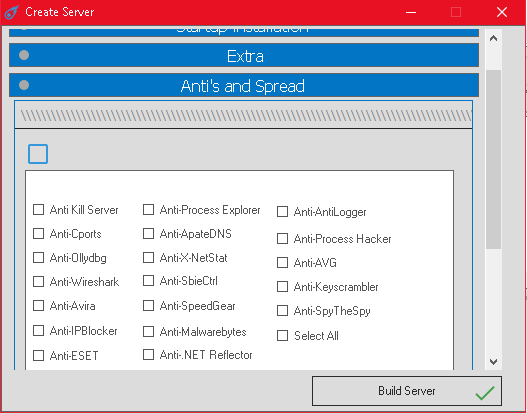 Create Server
Startup Installation
Extra
Anti's and Spread
Anti Kill Server
Anti-Process Explorer
Anti-AntiLogger
Anti-Cports
Anti-ApateDNS
Anti-Process Hacker
Anti-Ollydbg
Anti-X-NetStat
Anti-AVG
Anti-Wireshark
Anti-SbieCtrl
Anti-Keyscrambler
Anti-Avira
Anti-SpeedGear
Anti-SpyTheSpy
Anti-IPBlocker
Anti-Malwarebytes
Select All
Anti-ESET
Anti-.NET Reflector
Build Server